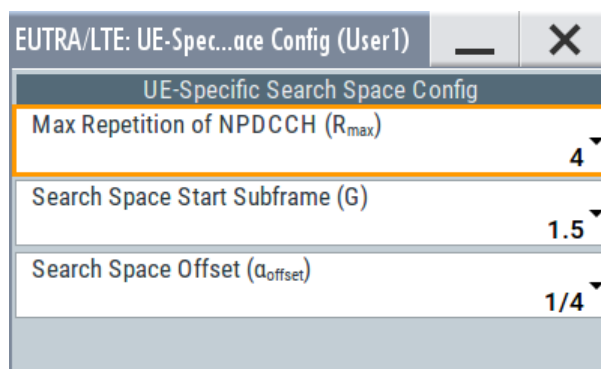 EUTRA/LTE: UE-Spec...ace Config (User1)
UE-Specific Search Space Config
Max Repetition of NPDCCH (Rmax)
4
Search Space Start Subframe (G)
1.5
Search Space Offset (αoffset)
1/4